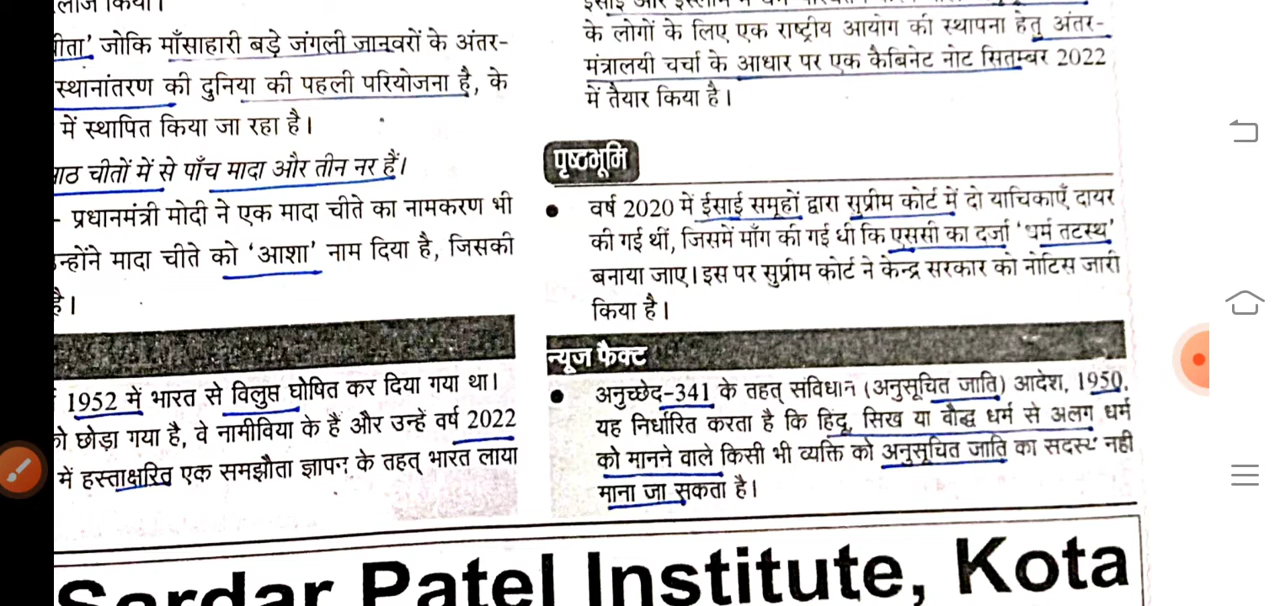 'जोकि माँसाहारी बड़े जंगली जानवरों के अंतर-
स्थानांतरण की दुनिया की पहली परियोजना है, के
में स्थापित किया जा रहा है।
चीतों में से पाँच मादा और तीन नर हैं।
- प्रधानमंत्री मोदी ने एक मादा चीते का नामकरण भी
मादा चीते को 'आशा' नाम दिया है, जिसकी
है।
1952 में भारत से विलुप्त घोषित कर दिया गया था।
छोड़ा गया है, वे नामीविया के हैं और उन्हें वर्ष 2022
में हस्ताक्षरित एक समझौता ज्ञापन के तहत् भारत लाया
के लोगों के लिए एक राष्ट्रीय आयोग की स्थापना हेतु अंतर-
मंत्रालयी चर्चा के आधार पर एक कैबिनेट नोट सितम्बर 2022
में तैयार किया है।
पृष्ठभूमि
• वर्ष 2020 में ईसाई समूहों द्वारा सुप्रीम कोर्ट में दो याचिकाएँ दायर
की गई थीं, जिसमें माँग की गई थी कि एससी का दर्जा 'धर्म तटस्थ'
बनाया जाए। इस पर सुप्रीम कोर्ट ने केन्द्र सरकार को नोटिस जारी
किया है।
न्यूज फैक्ट
• अनुच्छेद-341 के तहत् संविधान (अनुसूचित जाति) आदेश, 1950,
यह निर्धारित करता है कि हिंदू, सिख या बौद्ध धर्म से अलग धर्म
को मानने वाले किसी भी व्यक्ति को अनुसूचित जाति का सदस्य नहीं
माना जा सकता है।
Sardar Patel Institute, Kota